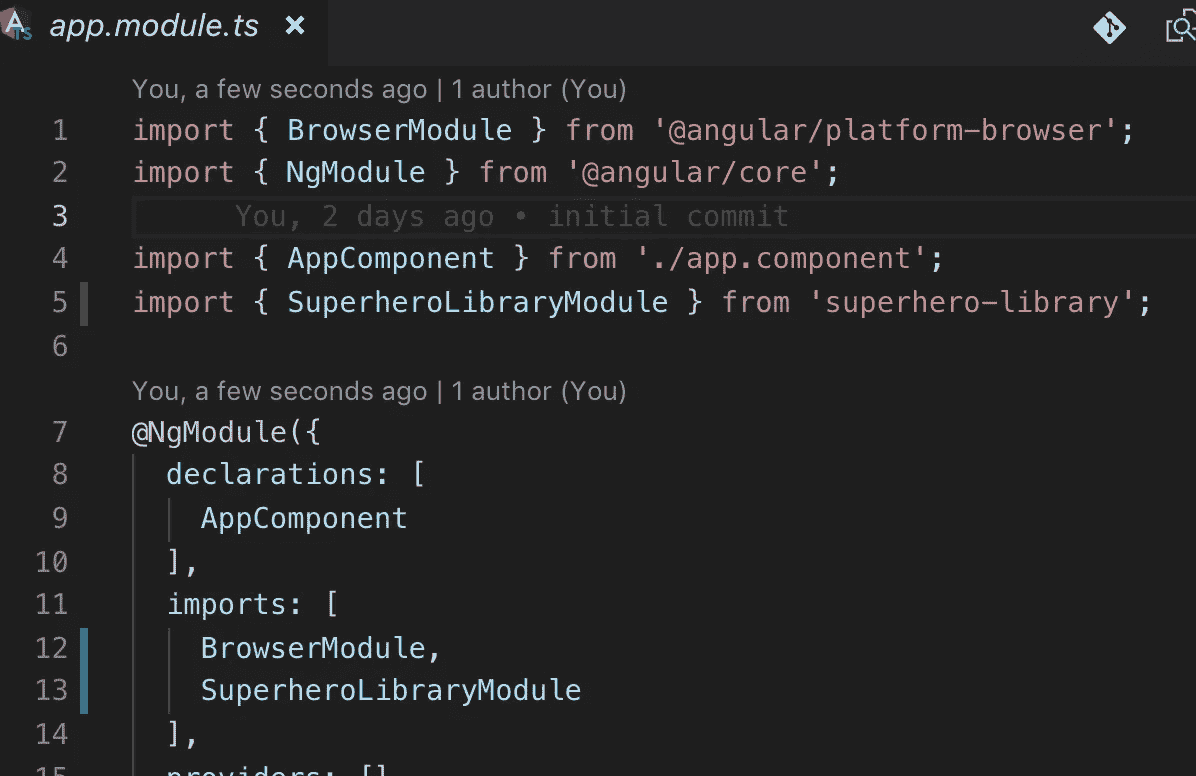 app.module.ts ×
You, a few seconds ago | 1 author (You)
1 import { BrowserModule } from '@angular/platform-browser';
2 import { NgModule } from '@angular/core';
3 You, 2 days ago • initial commit
4 import { AppComponent } from './app.component';
5 import { SuperheroLibraryModule } from 'superhero-library';
6
You, a few seconds ago | 1 author (You)
7 @NgModule({
8 declarations: [
9 AppComponent
10 ],
11 imports: [
12 BrowserModule,
13 SuperheroLibraryModule
14 ],
15 providers: []